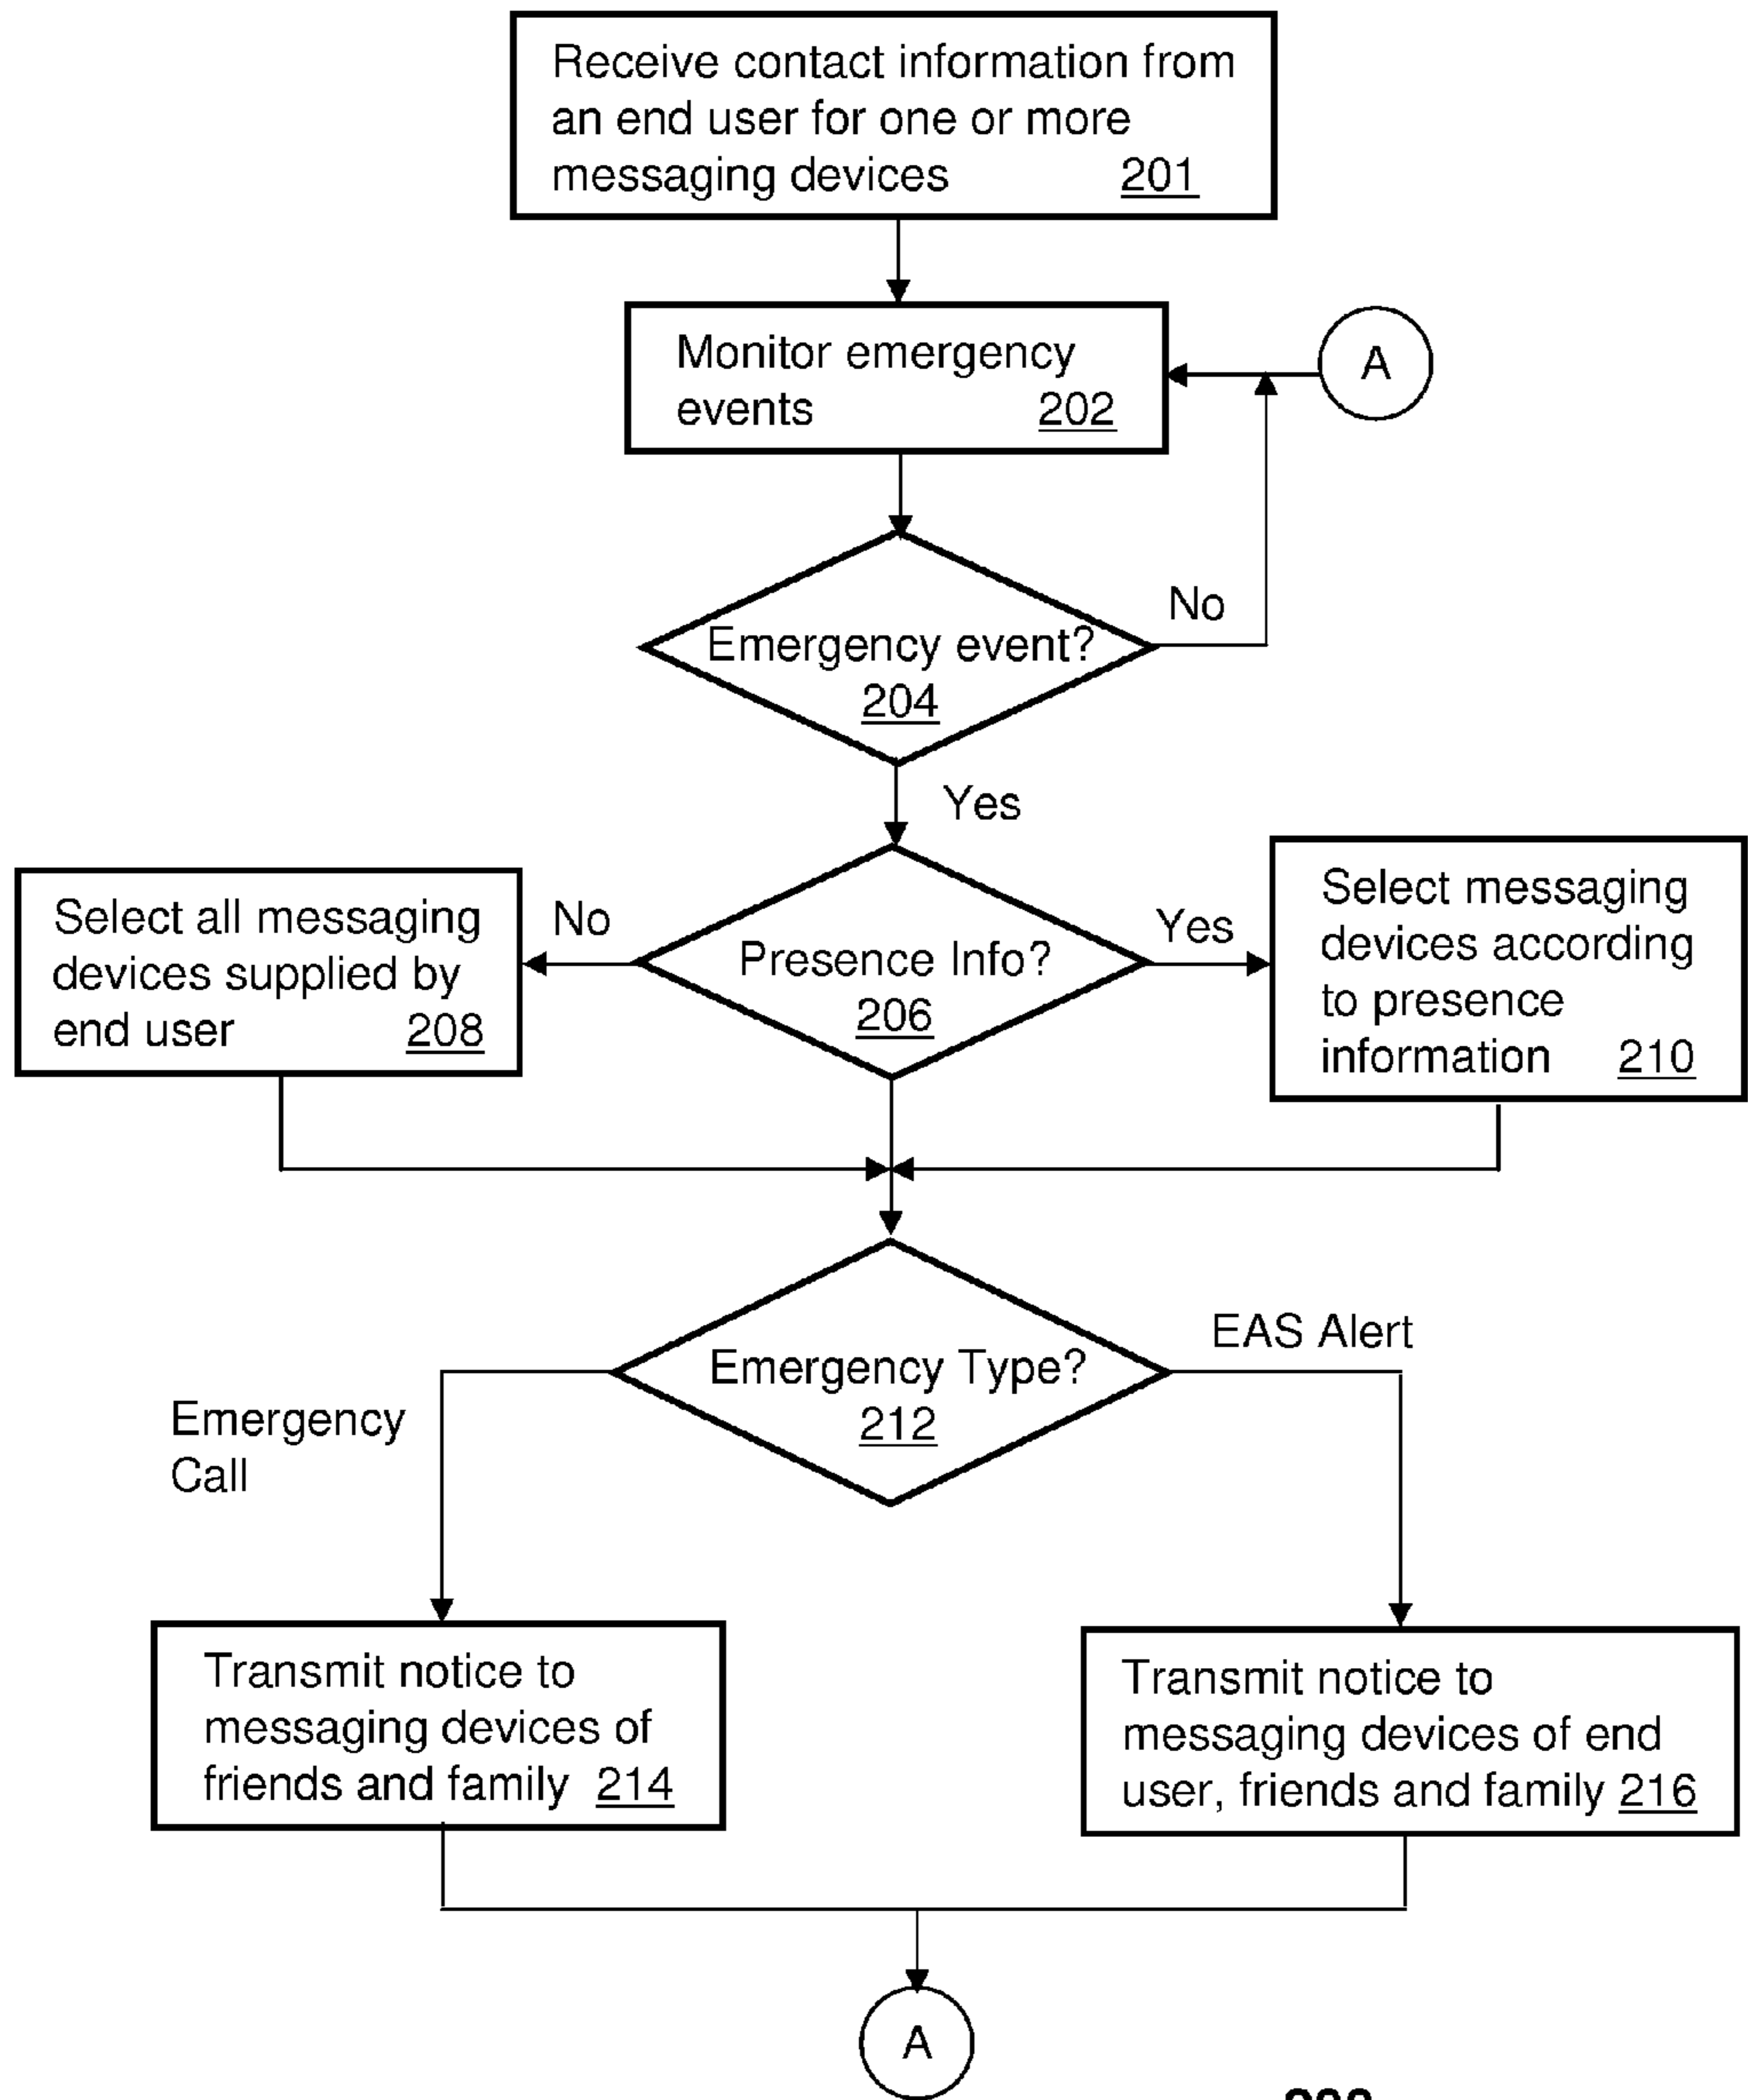 Receive contact information from
an end user for one or more
messaging devices 201
Monitor emergency
events 202
A
No
Emergency event?
204
Yes
Select all messaging
devices supplied by
end user 208
No
Presence Info?
206
Yes
Select messaging
devices according
to presence
information 210
EAS Alert
Emergency Type?
212
Emergency
Call
Transmit notice to
messaging devices of
friends and family 214
Transmit notice to
messaging devices of end
user, friends and family 216
A